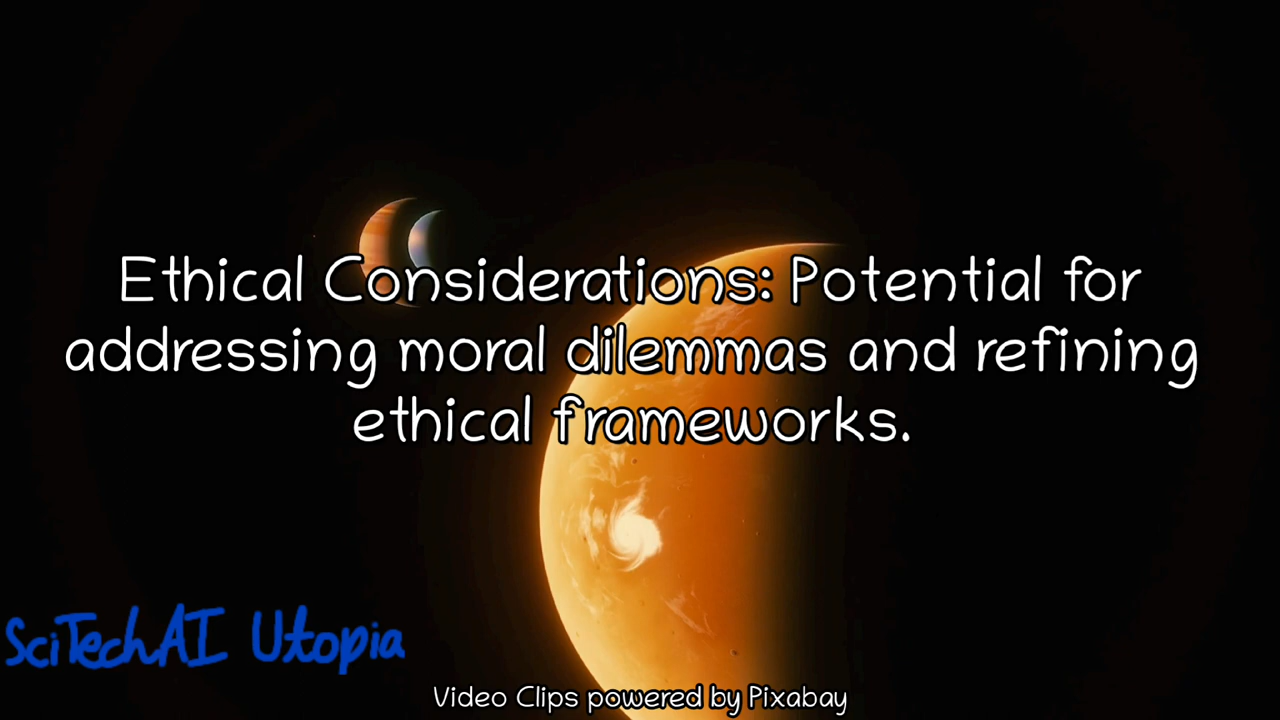 Ethical Considerations: Potential for
addressing moral dilemmas and refining
ethical frameworks.
SciTechAI Utopia
Video Clips powered by Pixabay